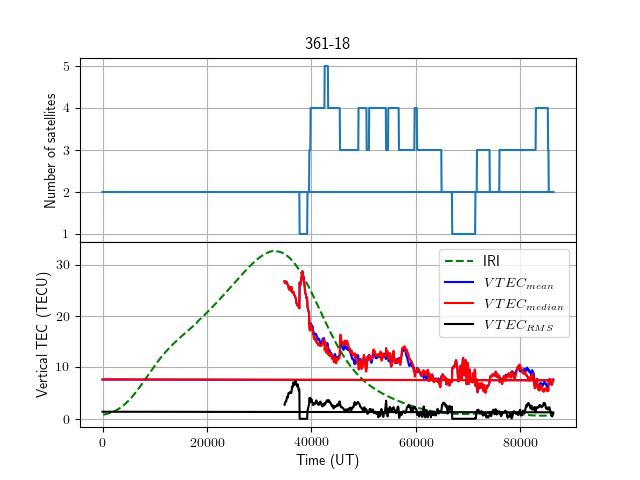 361-18
Number of satellites
5
4
3
2
1
Vertical TEC (TECU)
30
20
10
0
IRI
VTEC_mean
VTEC_median
VTEC_RMS
0 20000 40000 60000 80000
Time (UT)